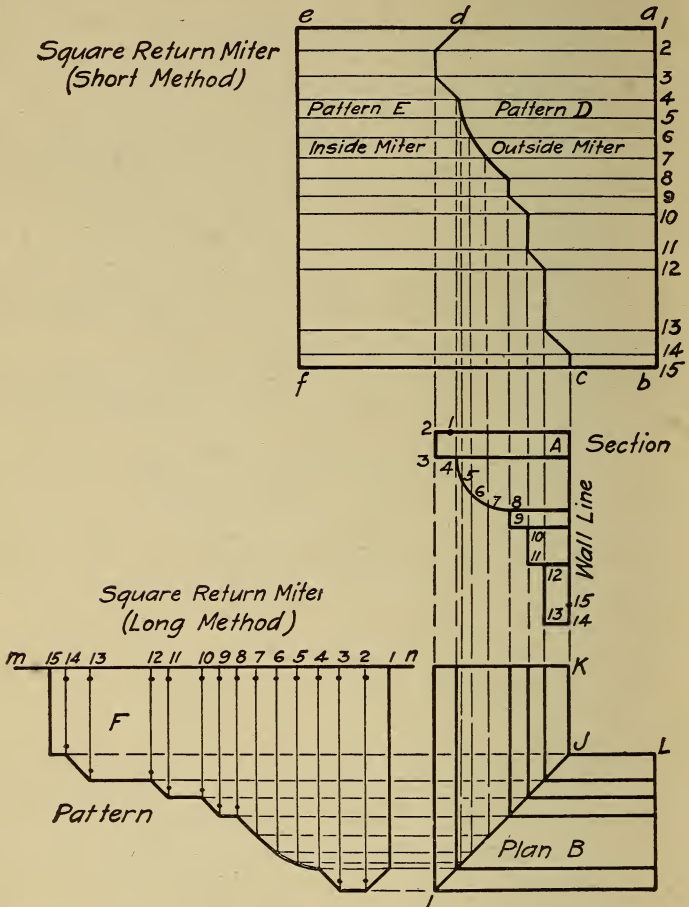 e d a
Square Return Miter
(Short Method)
1
2
3
4
Pattern E Pattern D
5
6
Inside Miter Outside Miter
7
8
9
10
11
12
13
14
f c b 15
2 1 A Section
3 4
5
6
7 8
9
10
11
12
Wall Line
15
13 14
Square Return Miter
(Long Method)
m 15 14 13 12 11 10 9 8 7 6 5 4 3 2 1 n
K
F
J L
Pattern
Plan B